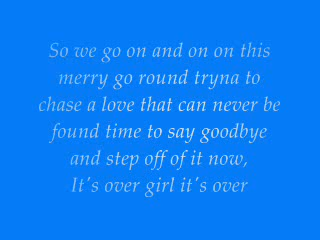 So we go on and on on this
merry go round tryna to
chase a love that can never be
found time to say goodbye
and step off of it now,
It's over girl it's over